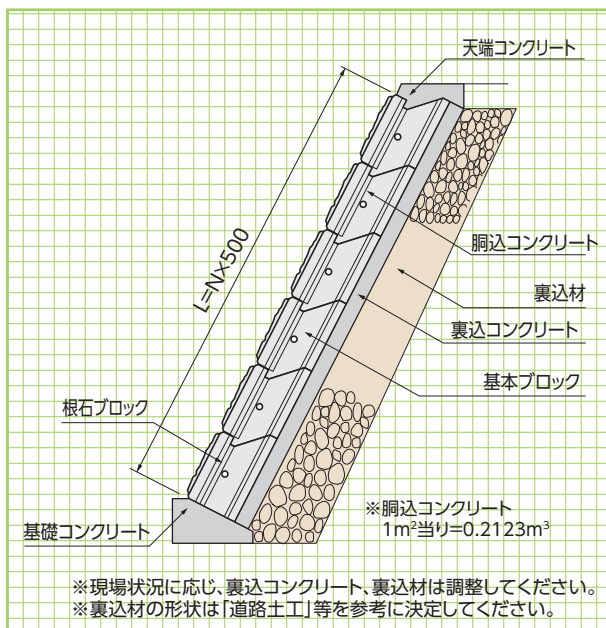 天端コンクリート
L=N×500
胴込コンクリート
裏込材
裏込コンクリート
基本ブロック
根石ブロック
基礎コンクリート
※胴込コンクリート
1m²当り=0.2123m³
※現場状況に応じ、裏込コンクリート、裏込材は調整してください。
※裏込材の形状は「道路土工」等を参考に決定してください。